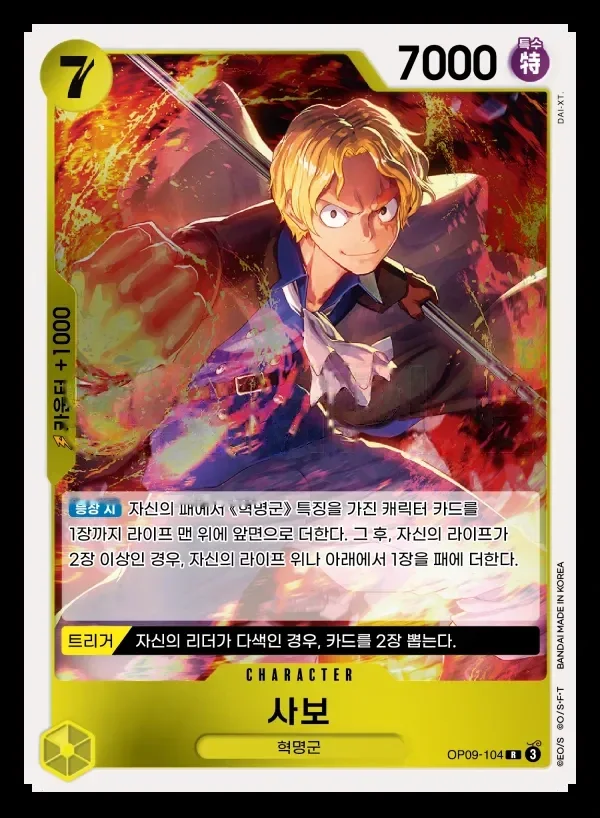 7
7000
특수
特
DAI-XT.
카운터 +1000
등장 시 자신의 패에서 《혁명군》 특징을 가진 캐릭터 카드를
1장까지 라이프 맨 위에 앞면으로 더한다. 그 후, 자신의 라이프가
2장 이상인 경우, 자신의 라이프 위나 아래에서 1장을 패에 더한다.
트리거 자신의 리더가 다색인 경우, 카드를 2장 뽑는다.
CHARACTER
사보
혁명군
OP09-104 R 3
©EO/S ©O/S·F·T BANDAI MADE IN KOREA